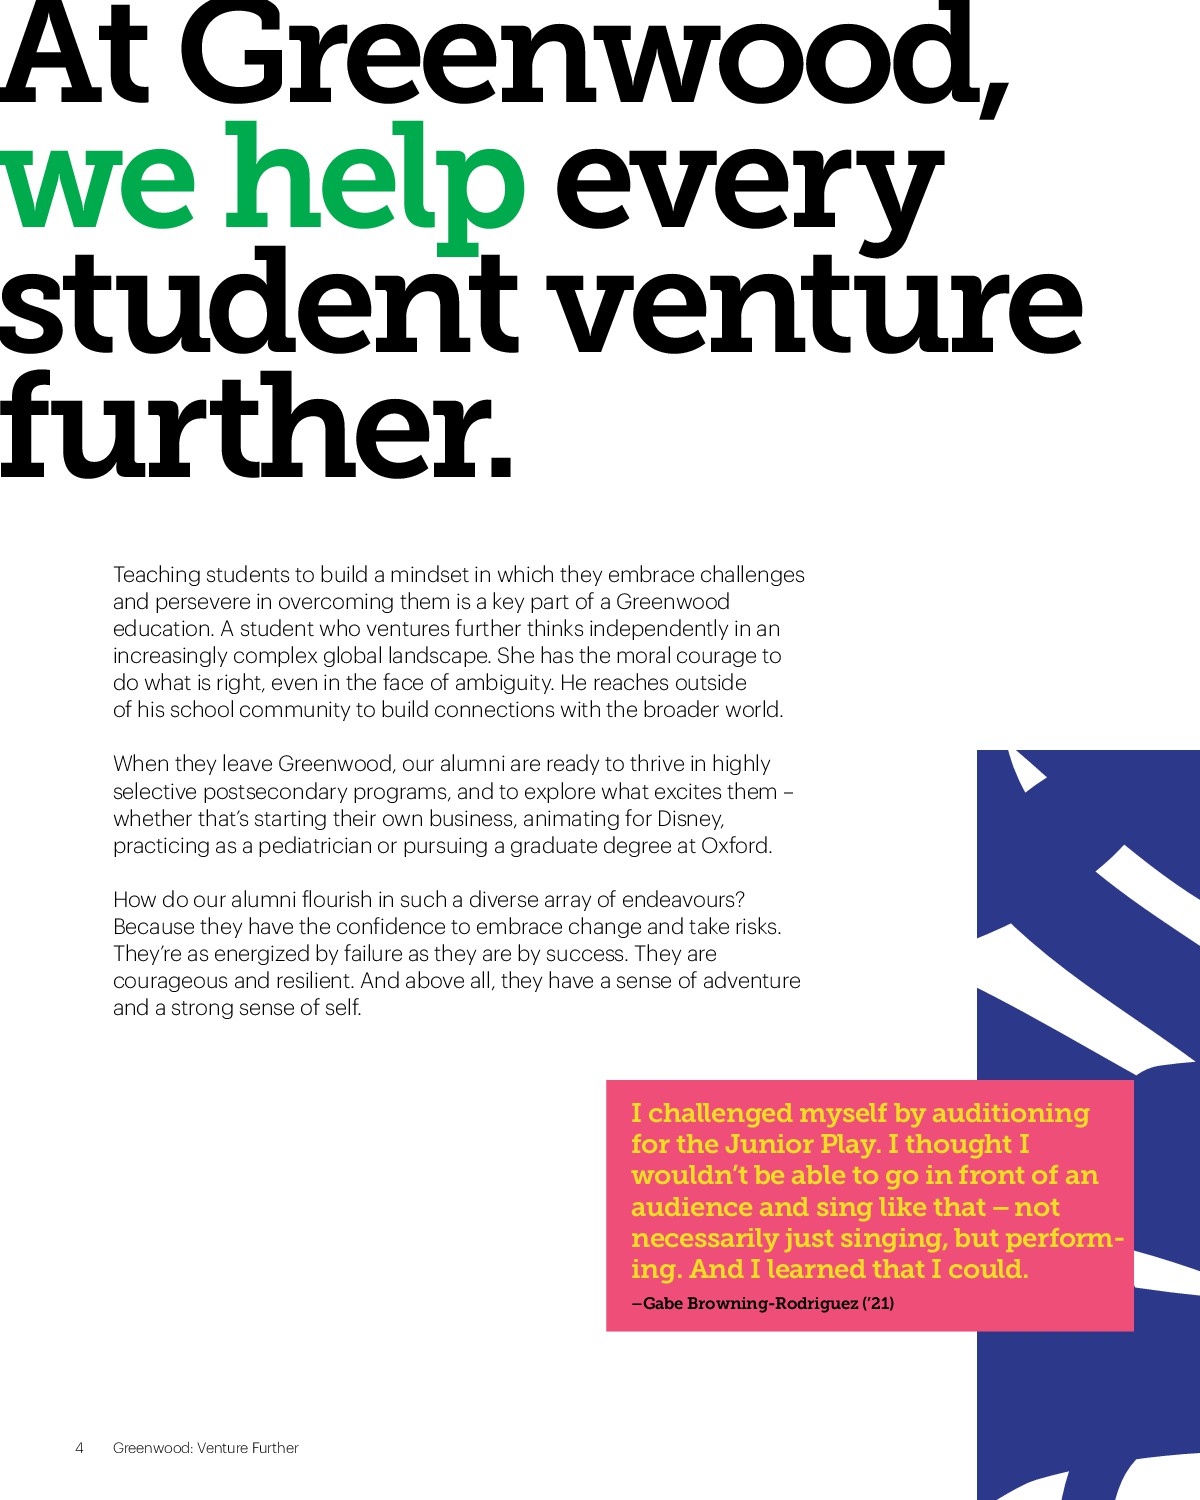 At Greenwood,
we help every
student venture
further.
Teaching students to build a mindset in which they embrace challenges
and persevere in overcoming them is a key part of a Greenwood
education. A student who ventures further thinks independently in an
increasingly complex global landscape. She has the moral courage to
do what is right, even in the face of ambiguity. He reaches outside
of his school community to build connections with the broader world.
When they leave Greenwood, our alumni are ready to thrive in highly
selective postsecondary programs, and to explore what excites them –
whether that’s starting their own business, animating for Disney,
practicing as a pediatrician or pursuing a graduate degree at Oxford.
How do our alumni flourish in such a diverse array of endeavours?
Because they have the confidence to embrace change and take risks.
They’re as energized by failure as they are by success. They are
courageous and resilient. And above all, they have a sense of adventure
and a strong sense of self.
I challenged myself by auditioning
for the Junior Play. I thought I
wouldn’t be able to go in front of an
audience and sing like that – not
necessarily just singing, but perform-
ing. And I learned that I could.
–Gabe Browning-Rodriguez (’21)
4 Greenwood: Venture Further